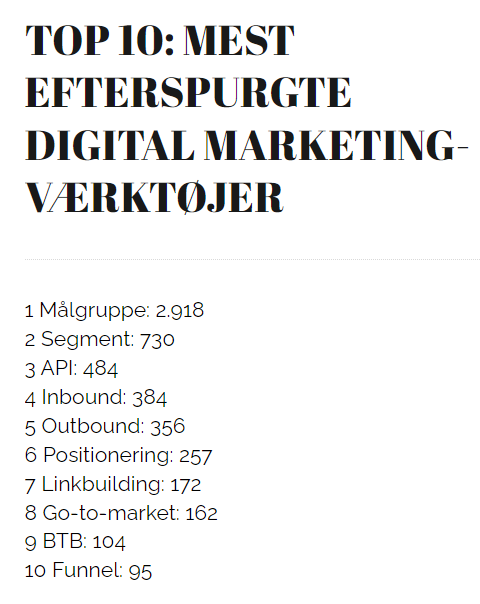 TOP 10: MEST
EFTERSPURGTE
DIGITAL MARKETING-
VÆRKTØJER
1 Målgruppe: 2.918
2 Segment: 730
3 API: 484
4 Inbound: 384
5 Outbound: 356
6 Positionering: 257
7 Linkbuilding: 172
8 Go-to-market: 162
9 BTB: 104
10 Funnel: 95